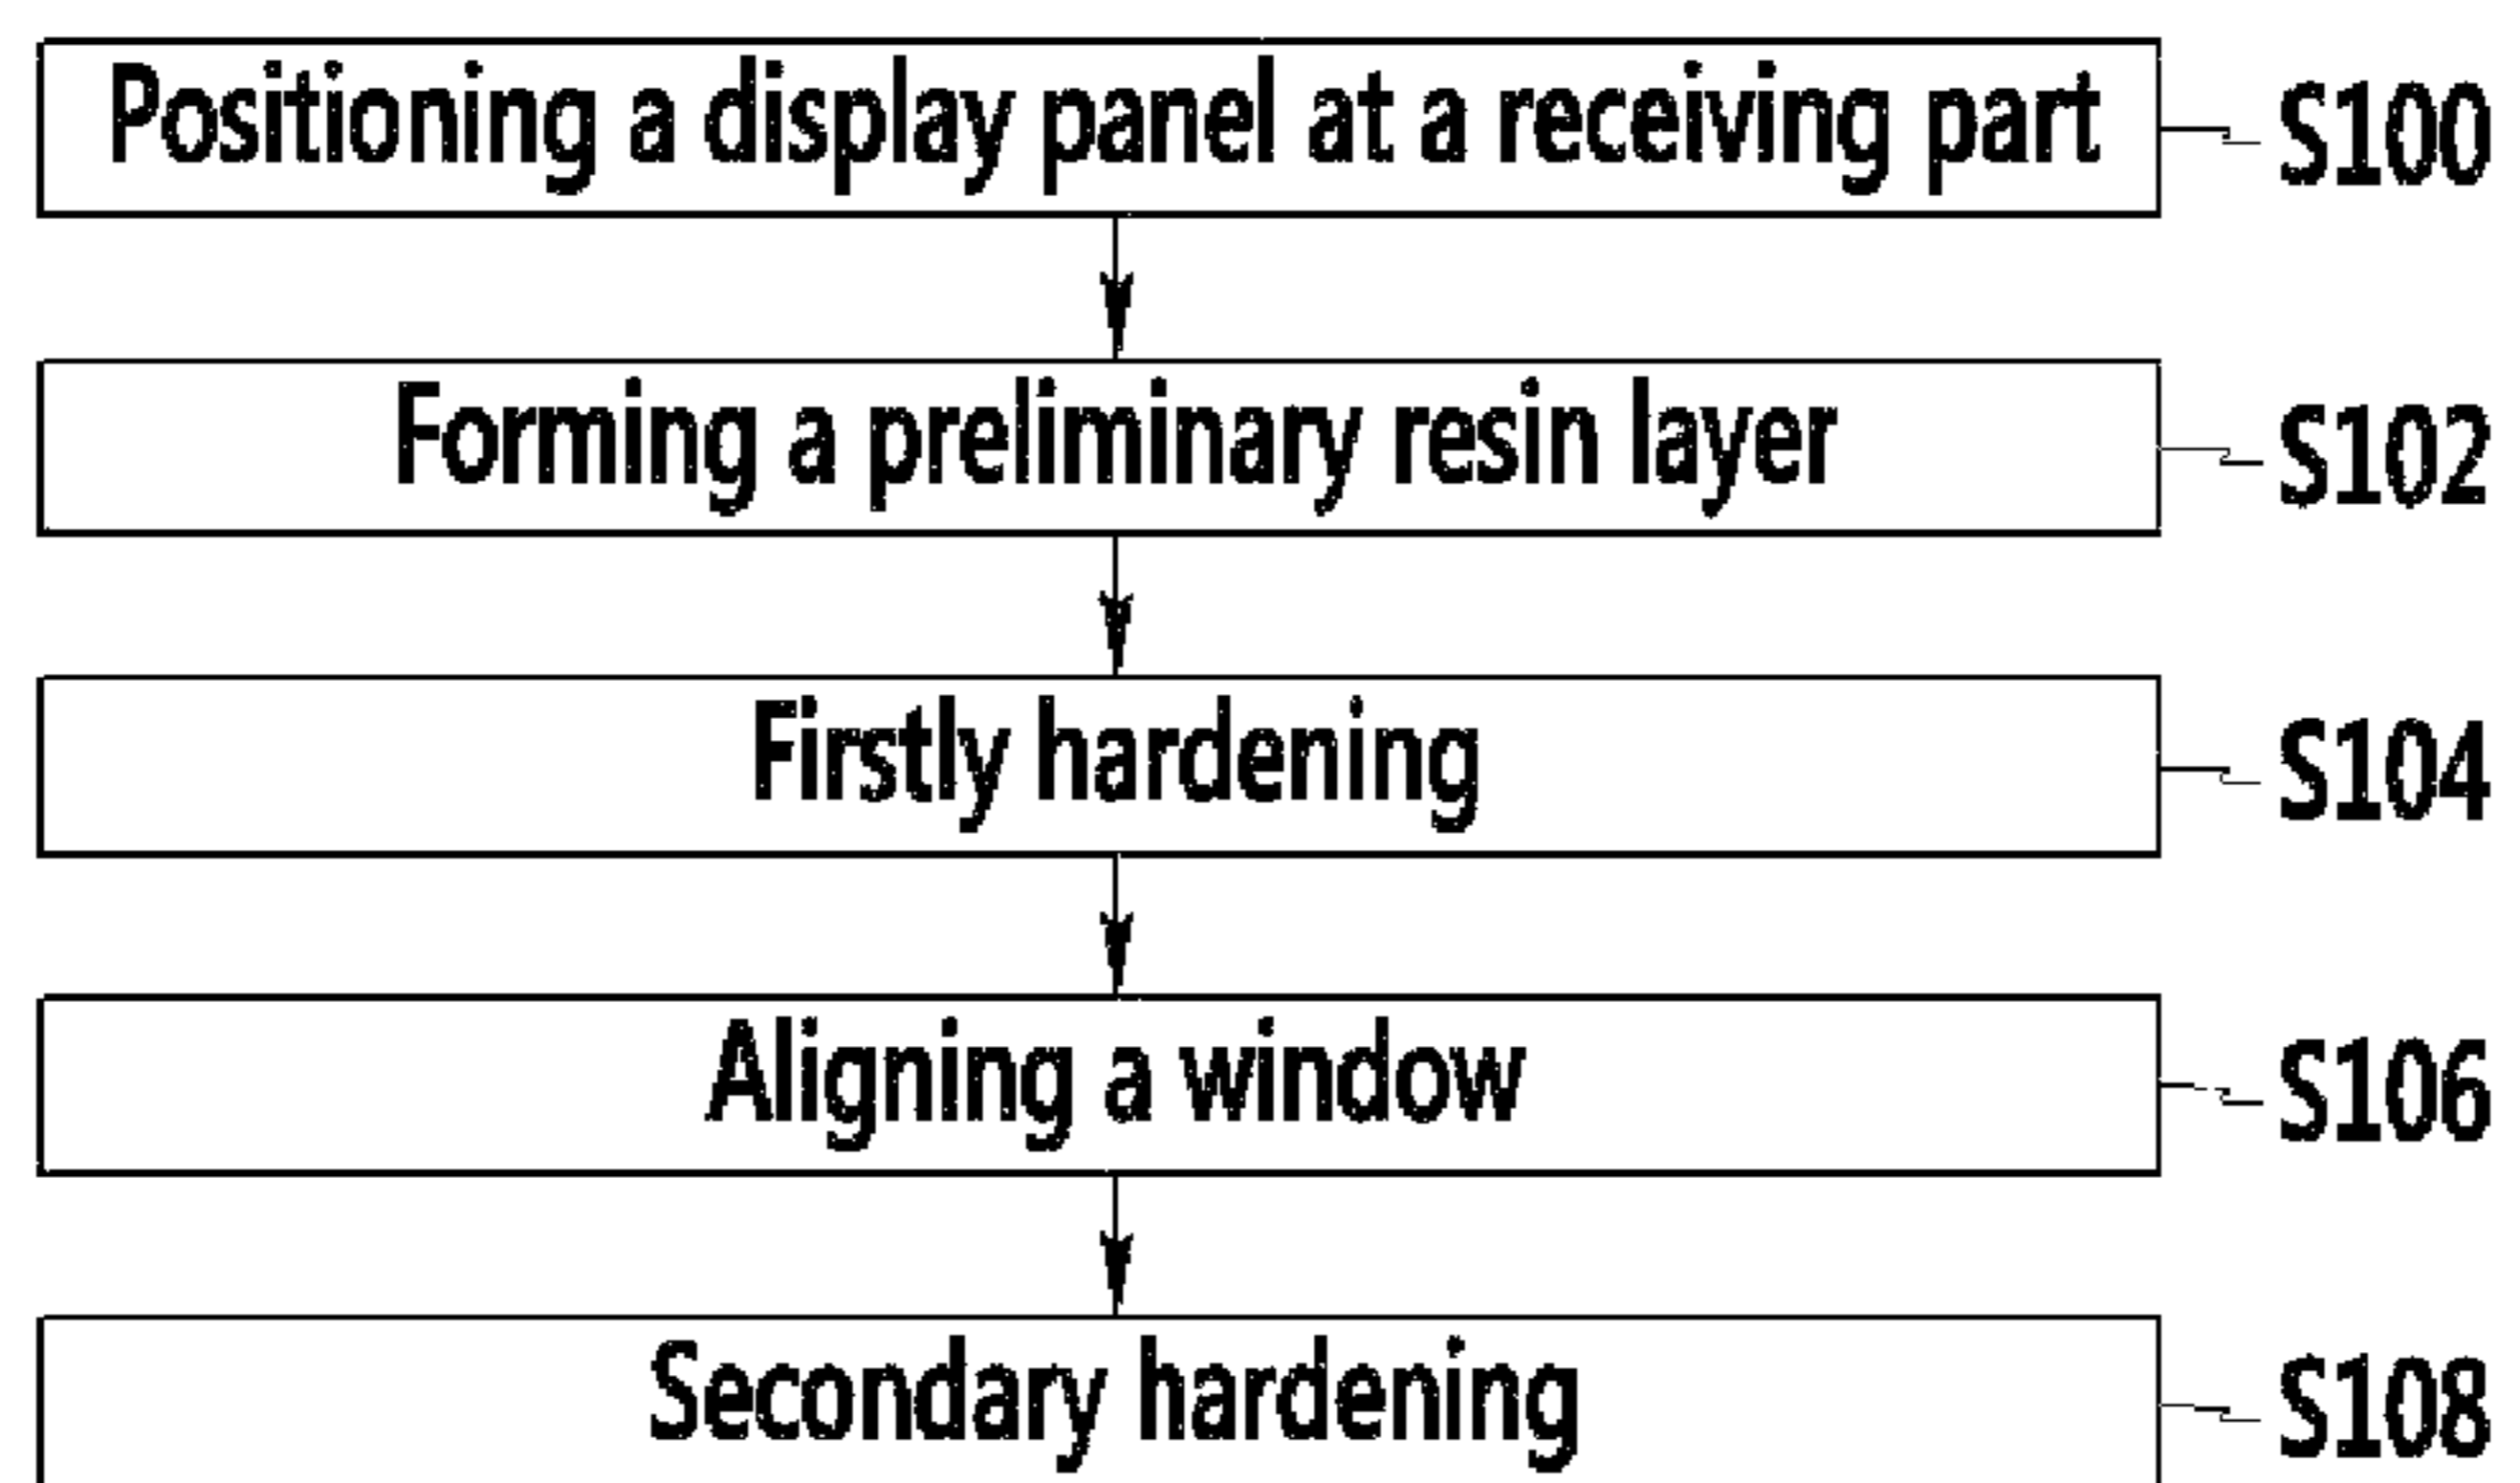 Positioning a display panel at a receiving part S100
Forming a preliminary resin layer S102
Firstly hardening S104
Aligning a window S106
Secondary hardening S108